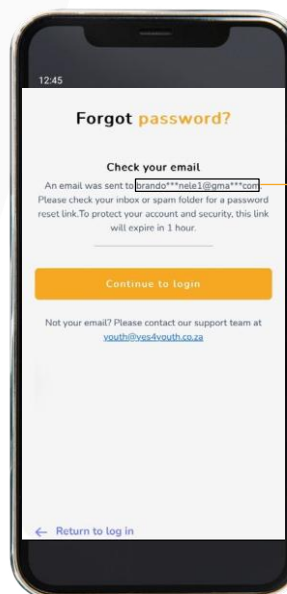 12:45
Forgot password?
Check your email
An email was sent to brando***nele1@gma***com.
Please check your inbox or spam folder for a password
reset link.To protect your account and security, this link
will expire in 1 hour.
Continue to login
Not your email? Please contact our support team at
youth@yes4youth.co.za
← Return to log in